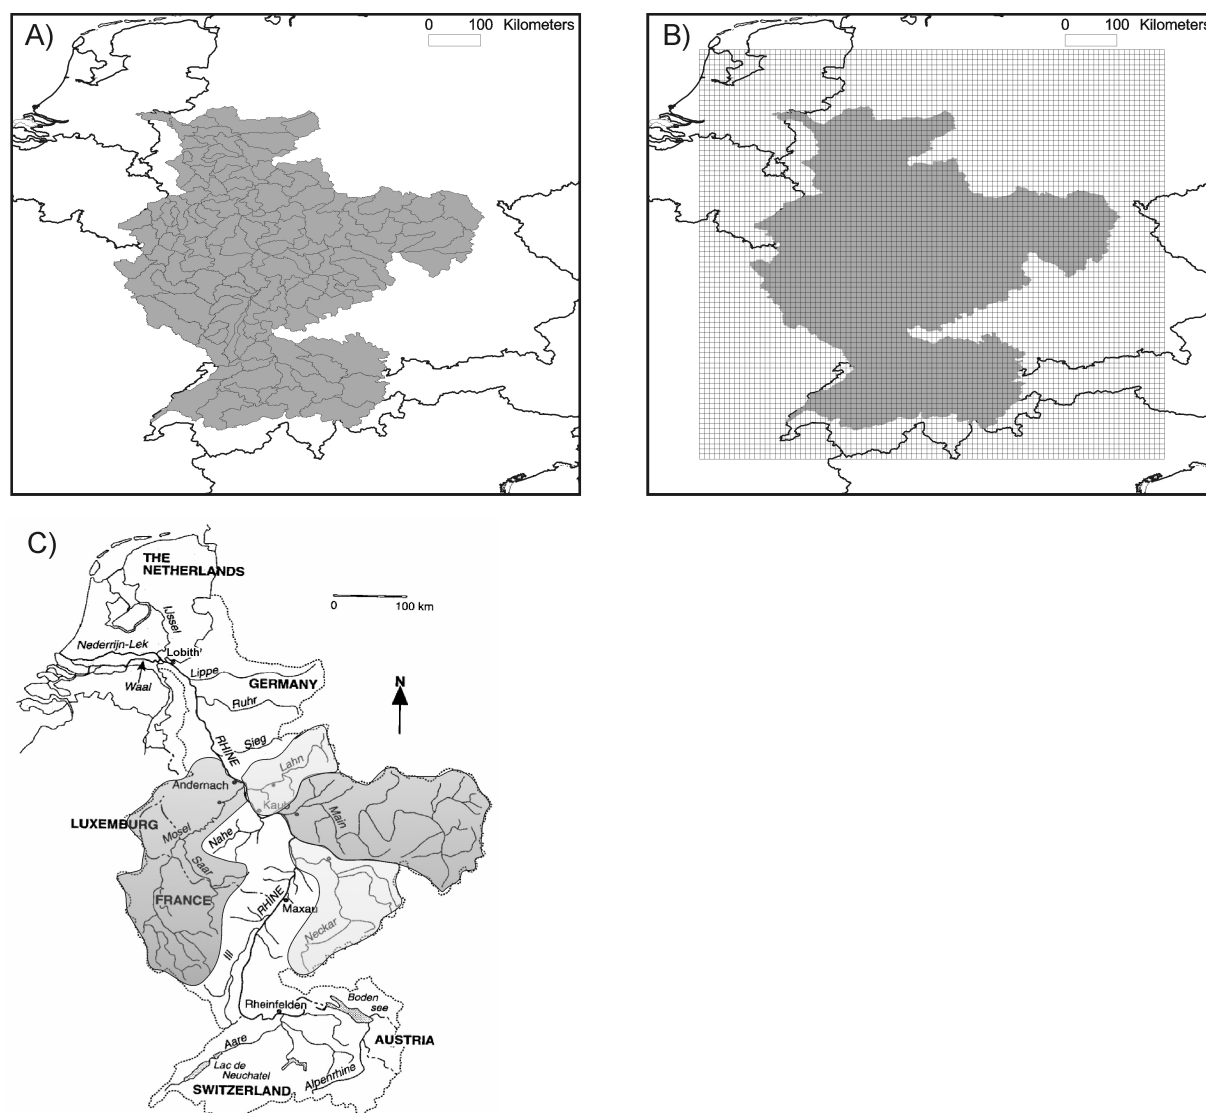 A)
0 100 Kilometers
B)
0 100 Kilometers
C)
THE
NETHERLANDS
0 100 km
IJssel
Nederrijn-Lek
Lobith'
Waal
Lippe
GERMANY
N
Ruhr
RHINE
Sieg
Lahn
Andernach
Kaub
Main
LUXEMBURG
Mosel
Nahe
Saar
FRANCE
RHINE
Maxau
Neckar
Ill
Rheinfelden
Boden
see
Aare
AUSTRIA
Lac de
Neuchatel
Alpenrhine
SWITZERLAND